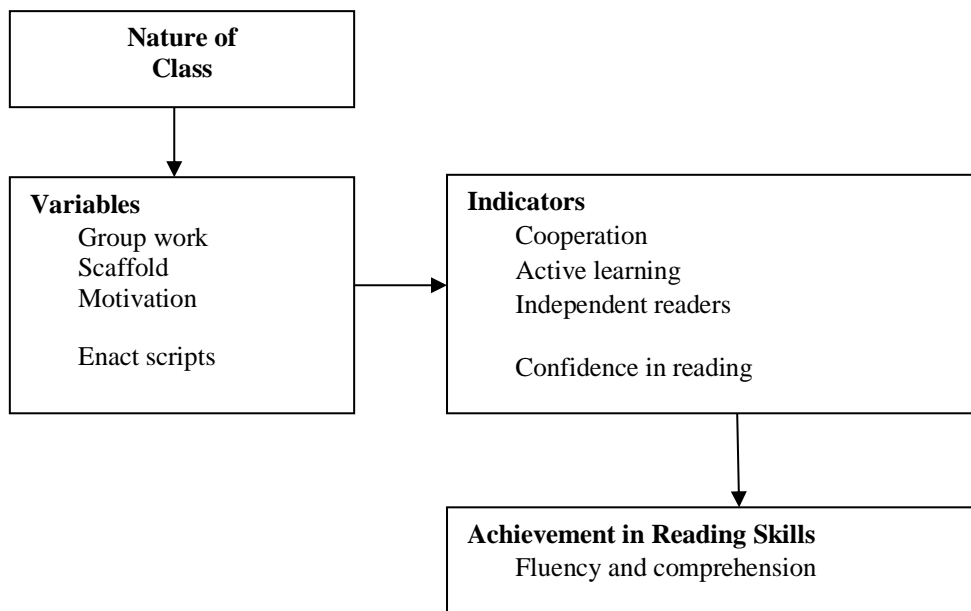 Nature of
Class
Variables
Group work
Scaffold
Motivation
Enact scripts
Indicators
Cooperation
Active learning
Independent readers
Confidence in reading
Achievement in Reading Skills
Fluency and comprehension